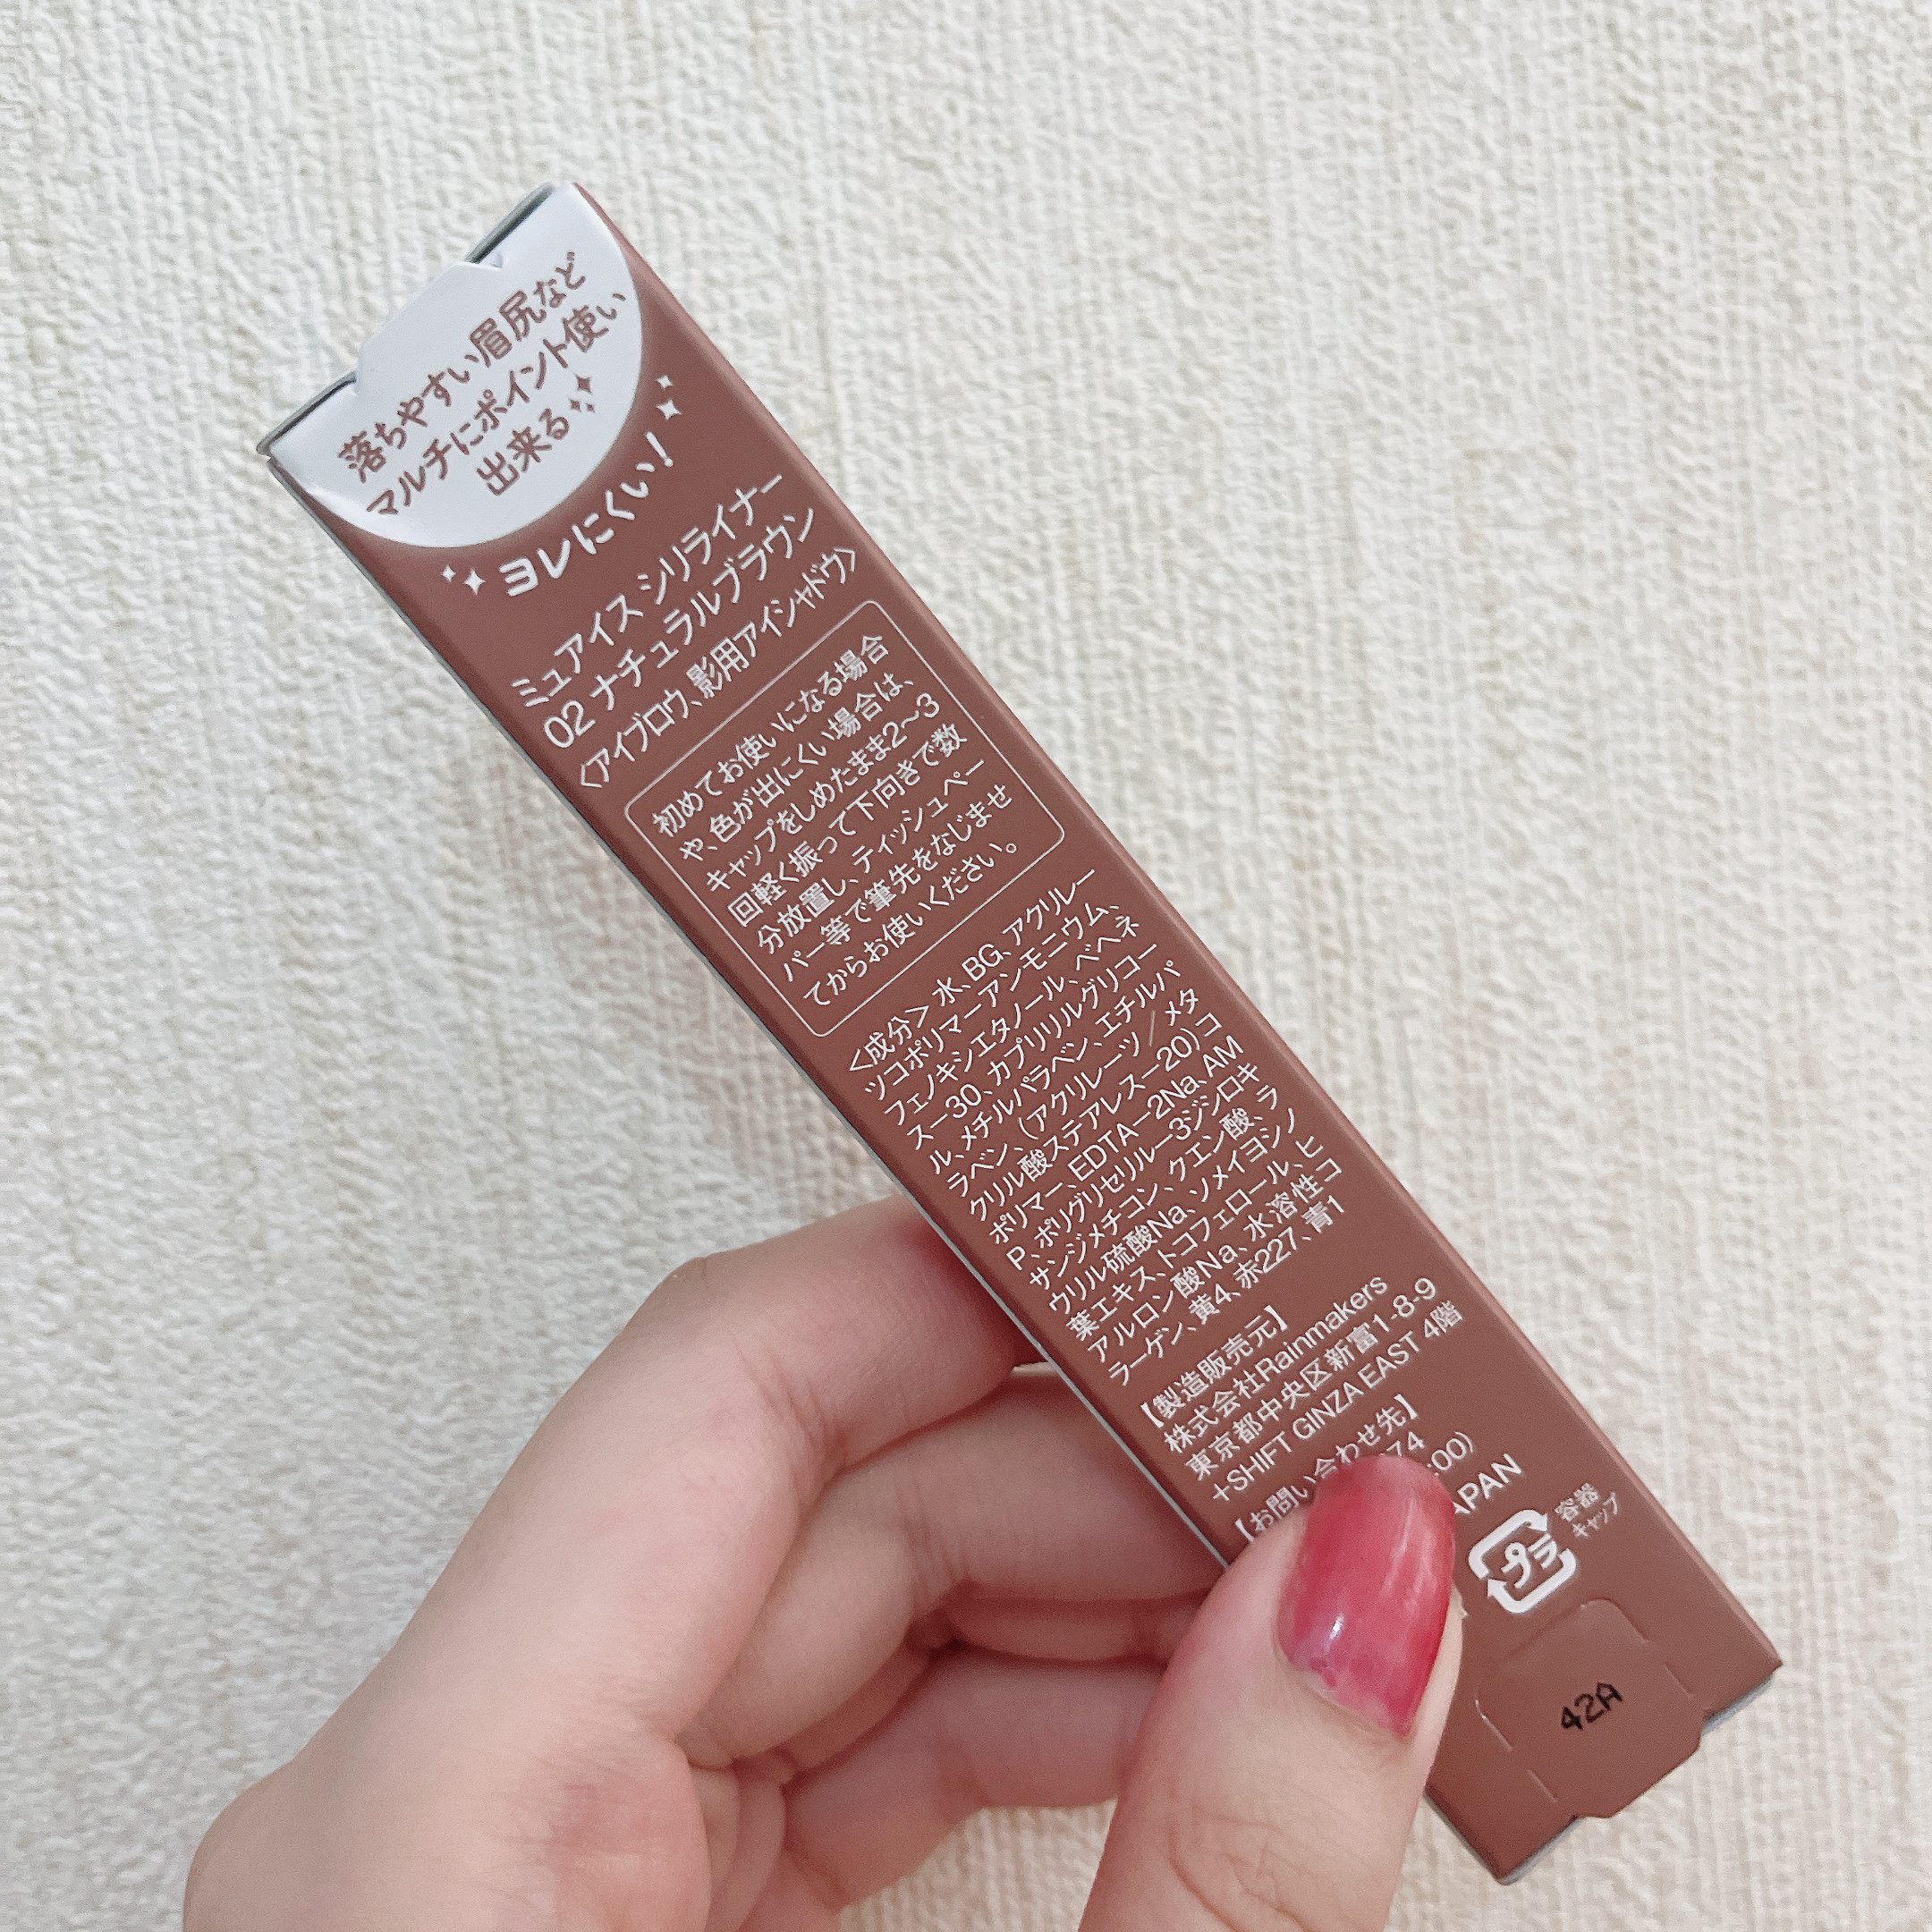 落ちやすい眉尻など
マルチにポイント使い
出来る
ヨレにくい!
ミュアイス シリライナー
02 ナチュラルブラウン
〈アイブロウ、影用アイシャドウ〉
初めてお使いになる場合
や、色が出にくい場合は、
キャップをしめたまま2〜3
回軽く振って下向きで数
分放置し、ティッシュペー
パー等で筆先をなじませ
てからお使いください。
<成分> 水、BG、アクリレー
ツコポリマーアンモニウム、
フェノキシエタノール、ベヘネ
ス－30、カプリリルグリコー
ル、メチルパラベン、エチルパ
ラベン、(アクリレーツ／メタ
クリル酸ステアレス－20)コ
ポリマー、EDTA－2Na、AM
P、ポリグリセリル－3ジシロキ
サンジメチコン、クエン酸、ラ
ウリル硫酸Na、ソメイヨシノ
葉エキス、トコフェロール、ヒ
アルロン酸Na、水溶性コ
ラーゲン、黄4、赤227、青1
【製造販売元】
株式会社Rainmakers
東京都中央区新富1-8-9
+SHIFT GINZA EAST 4階
【お問い合わせ先】
74
:00)
APAN
プラ
容器
キャップ
42A